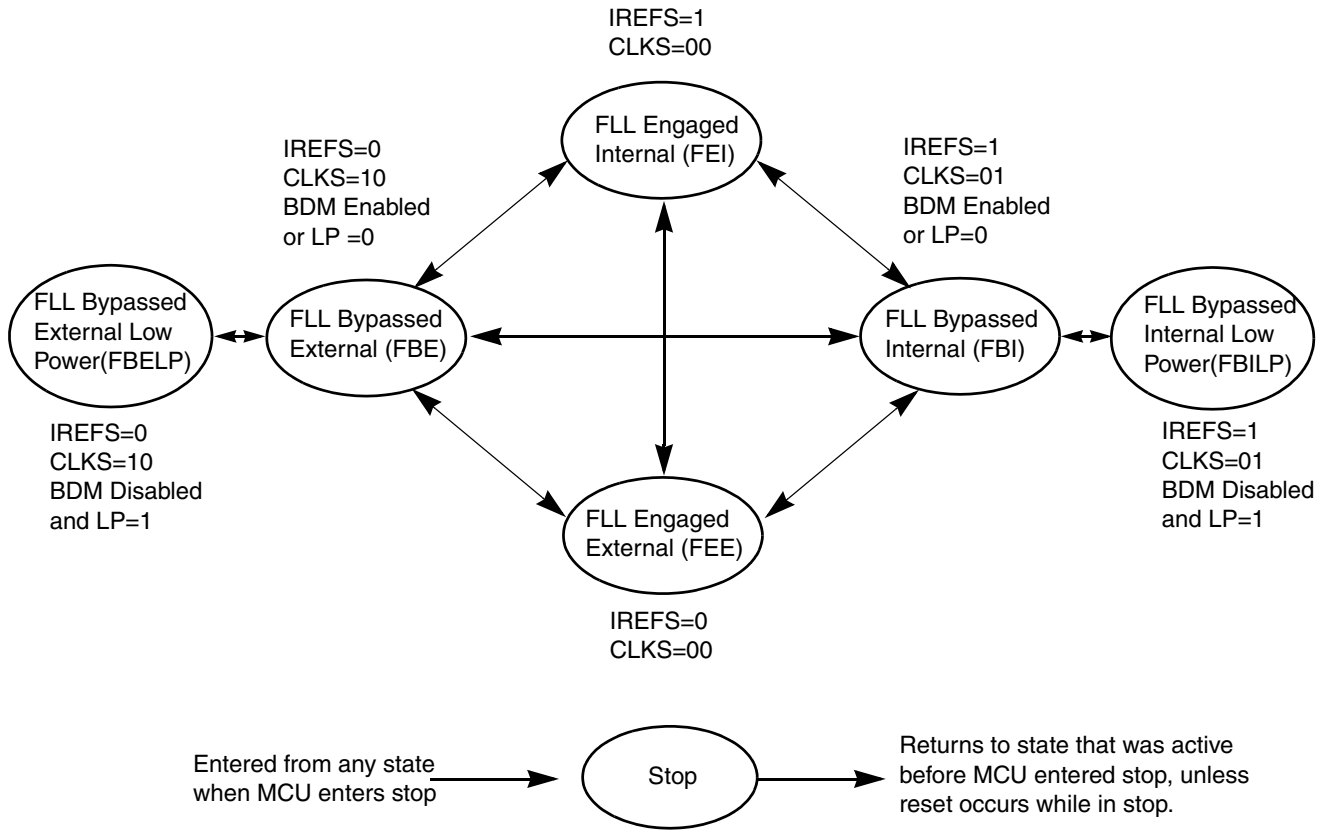 IREFS=1
CLKS=00
FLL Engaged
Internal (FEI)
IREFS=0
CLKS=10
BDM Enabled
or LP =0
IREFS=1
CLKS=01
BDM Enabled
or LP=0
FLL Bypassed
External Low
Power(FBELP)
FLL Bypassed
External (FBE)
FLL Bypassed
Internal (FBI)
FLL Bypassed
Internal Low
Power(FBILP)
IREFS=0
CLKS=10
BDM Disabled
and LP=1
IREFS=1
CLKS=01
BDM Disabled
and LP=1
FLL Engaged
External (FEE)
IREFS=0
CLKS=00
Entered from any state
when MCU enters stop
Stop
Returns to state that was active
before MCU entered stop, unless
reset occurs while in stop.